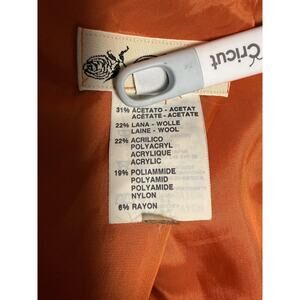 Cricut
31% ACETATO - ACETAT
ACÉTATE - ACETATE
22% LANA - WOLLE
LAINE - WOOL
22% ACRILICO
POLYACRYL
ACRYLIQUE
ACRYLIC
19% POLIAMMIDE
POLYAMID
POLYAMIDE
NYLON
6% RAYON